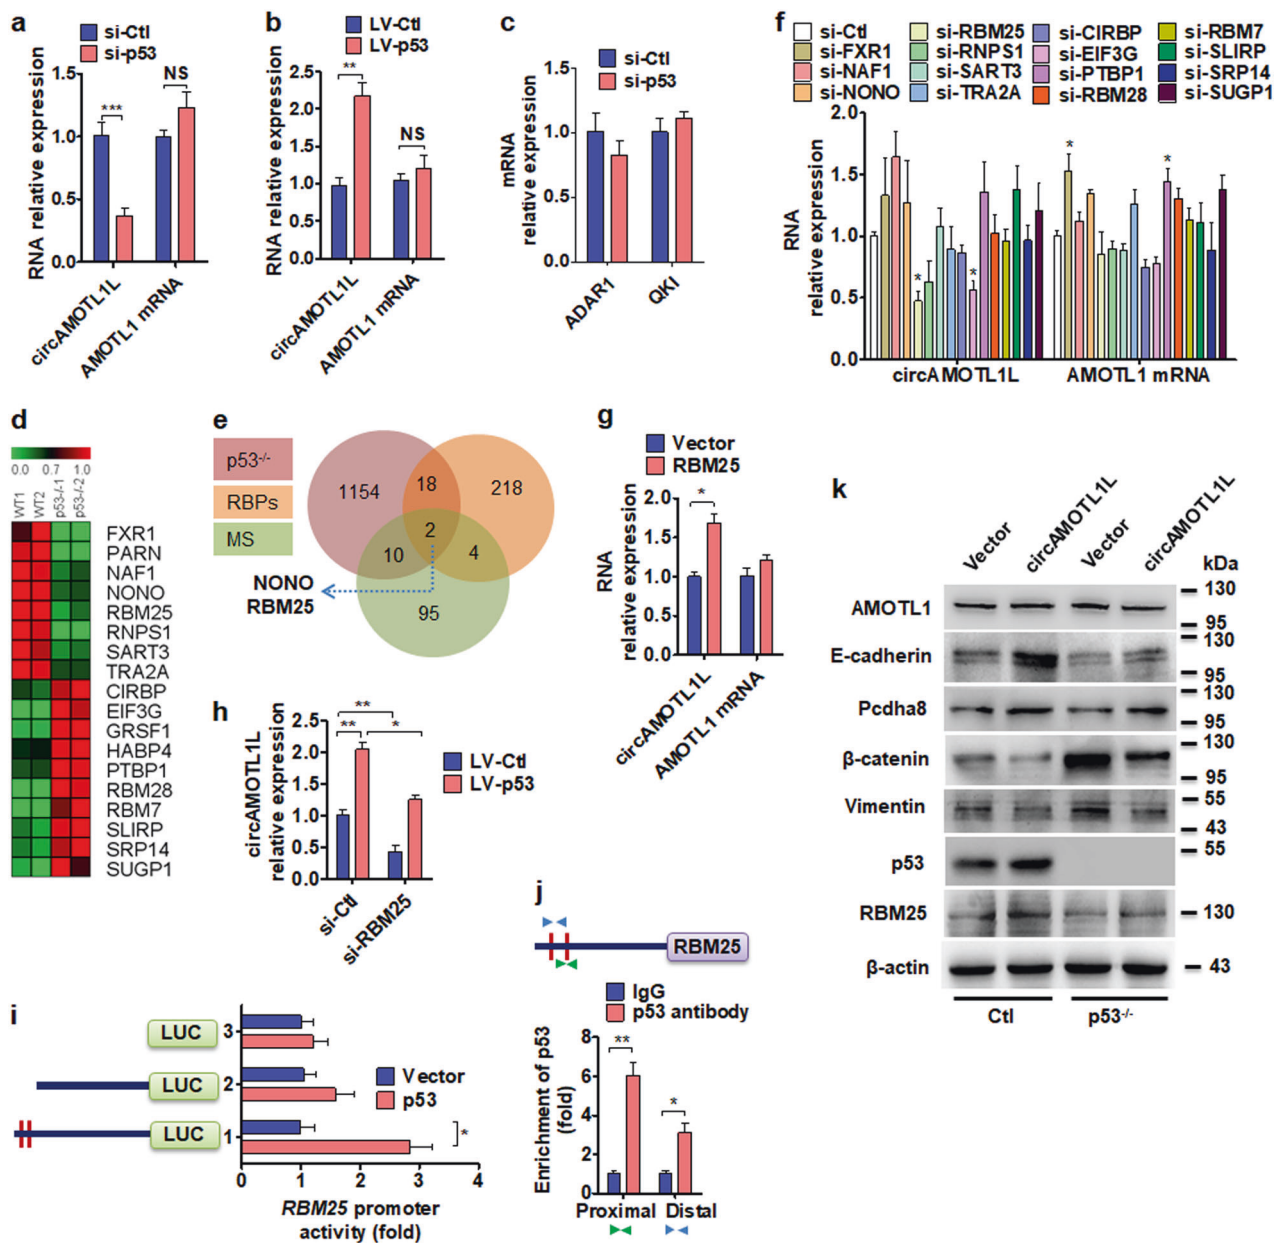 a
si-Ctl
si-p53
RNA relative expression
1.5
1.0
0.5
0.0
***
NS
circAMOTL1L
AMOTL1 mRNA
b
LV-Ctl
LV-p53
RNA relative expression
2.5
2.0
1.5
1.0
0.5
0.0
**
NS
circAMOTL1L
AMOTL1 mRNA
c
si-Ctl
si-p53
mRNA
relative expression
1.5
1.0
0.5
0.0
ADAR1
QKI
f
si-Ctl
si-FXR1
si-NAF1
si-NONO
si-RBM25
si-RNPS1
si-SART3
si-TRA2A
si-CIRBP
si-EIF3G
si-PTBP1
si-RBM28
si-RBM7
si-SLIRP
si-SRP14
si-SUGP1
RNA
relative expression
2.0
1.5
1.0
0.5
0.0
*
*
*
*
circAMOTL1L
AMOTL1 mRNA
d
0.0 0.7 1.0
WT1
WT2
p53-/-1
p53-/-2
FXR1
PARN
NAF1
NONO
RBM25
RNPS1
SART3
TRA2A
CIRBP
EIF3G
GRSF1
HABP4
PTBP1
RBM28
RBM7
SLIRP
SRP14
SUGP1
e
p53-/-
RBPs
MS
1154
18
218
2
10
4
95
NONO
RBM25
g
Vector
RBM25
RNA
relative expression
2.0
1.5
1.0
0.5
0.0
*
circAMOTL1L
AMOTL1 mRNA
h
circAMOTL1L
relative expression
2.5
2.0
1.5
1.0
0.5
0.0
**
**
*
LV-Ctl
LV-p53
si-Ctl
si-RBM25
k
Vector
circAMOTL1L
Vector
circAMOTL1L
kDa
AMOTL1
130
95
E-cadherin
130
95
Pcdha8
130
95
β-catenin
130
95
Vimentin
55
43
p53
55
RBM25
130
β-actin
43
Ctl
p53-/-
i
LUC
3
LUC
2
LUC
1
Vector
p53
*
0 1 2 3 4
RBM25 promoter
activity (fold)
j
RBM25
IgG
p53 antibody
Enrichment of p53
(fold)
8
6
4
2
0
**
*
Proximal
Distal